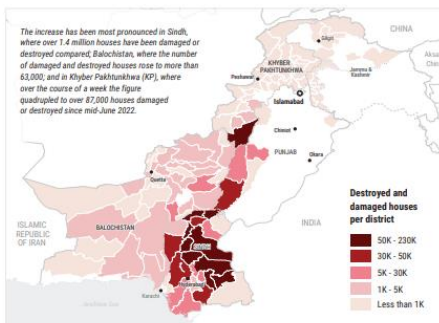 The increase has been most pronounced in Sindh,
where over 1.4 million houses have been damaged or
destroyed compared; Balochistan, where the number
of damaged and destroyed houses rose to more than
63,000; and in Khyber Pakhtunkhwa (KP), where
over the course of a week the figure
quadrupled to over 87,000 houses damaged
or destroyed since mid-June 2022.
CHINA
Gilgit
KHYBER
PAKHTUNKHWA
Jammu &
Kashmir
Aksai
Chin
Peshawar
Islamabad
PUNJAB
Quetta
BALOCHISTAN
ISLAMIC
REPUBLIC
OF IRAN
INDIA
SINDH
Hyderabad
Karachi
Destroyed and
damaged houses
per district
50K - 230K
30K - 50K
5K - 30K
1K - 5K
Less than 1K